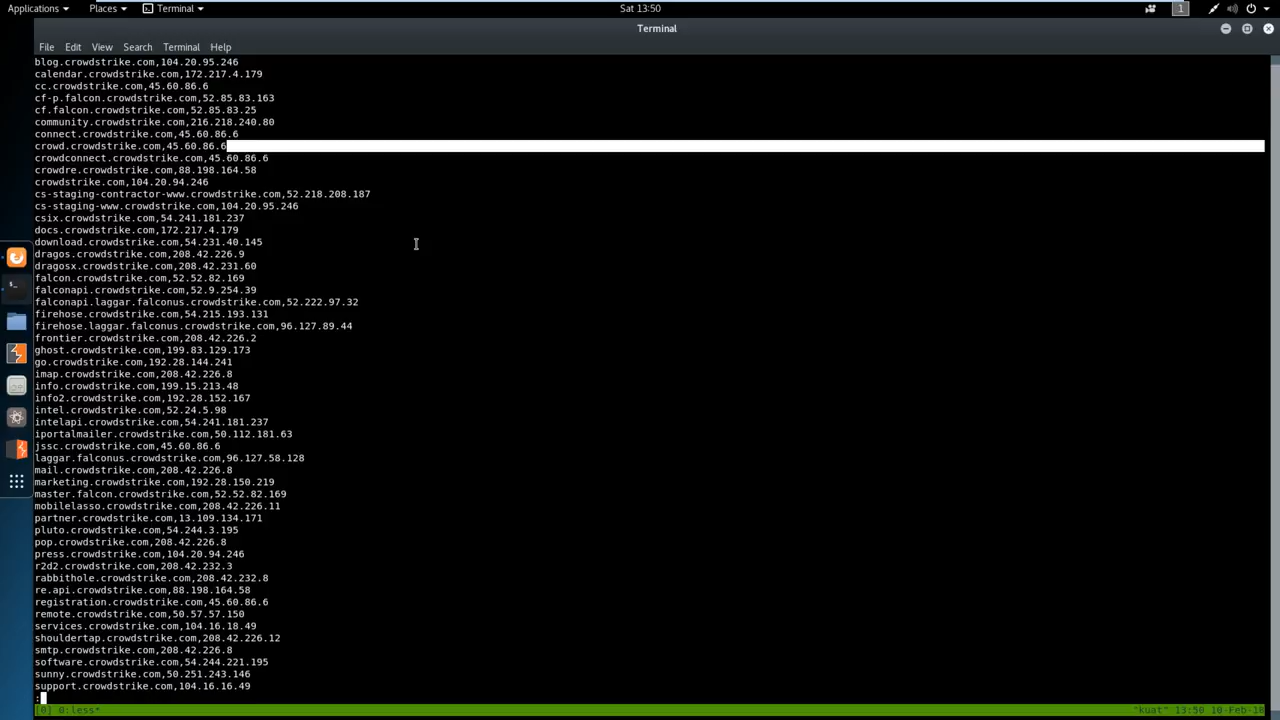 Applications Places Terminal Sat 13:50 1
Terminal
File Edit View Search Terminal Help
blog.crowdstrike.com,104.20.95.246
calendar.crowdstrike.com,172.217.4.179
cc.crowdstrike.com,45.60.86.6
cf-p.falcon.crowdstrike.com,52.85.83.163
cf.falcon.crowdstrike.com,52.85.83.25
community.crowdstrike.com,216.218.240.80
connect.crowdstrike.com,45.60.86.6
crowd.crowdstrike.com,45.60.86.6
crowdconnect.crowdstrike.com,45.60.86.6
crowdre.crowdstrike.com,88.198.164.58
crowdstrike.com,104.20.94.246
cs-staging-contractor-www.crowdstrike.com,52.218.208.187
cs-staging-www.crowdstrike.com,104.20.95.246
csix.crowdstrike.com,54.241.181.237
docs.crowdstrike.com,172.217.4.179
download.crowdstrike.com,54.231.40.145
dragos.crowdstrike.com,208.42.226.9
dragosx.crowdstrike.com,208.42.231.60
falcon.crowdstrike.com,52.52.82.169
falconapi.crowdstrike.com,52.9.254.39
falconapi.laggar.falconus.crowdstrike.com,52.222.97.32
firehose.crowdstrike.com,54.215.193.131
firehose.laggar.falconus.crowdstrike.com,96.127.89.44
frontier.crowdstrike.com,208.42.226.2
ghost.crowdstrike.com,199.83.129.173
go.crowdstrike.com,192.28.144.241
imap.crowdstrike.com,208.42.226.8
info.crowdstrike.com,199.15.213.48
info2.crowdstrike.com,192.28.152.167
intel.crowdstrike.com,52.24.5.98
intelapi.crowdstrike.com,54.241.181.237
iportalmailer.crowdstrike.com,50.112.181.63
jssc.crowdstrike.com,45.60.86.6
laggar.falconus.crowdstrike.com,96.127.58.128
mail.crowdstrike.com,208.42.226.8
marketing.crowdstrike.com,192.28.150.219
master.falcon.crowdstrike.com,52.52.82.169
mobilelasso.crowdstrike.com,208.42.226.11
partner.crowdstrike.com,13.109.134.171
pluto.crowdstrike.com,54.244.3.195
pop.crowdstrike.com,208.42.226.8
press.crowdstrike.com,104.20.94.246
r2d2.crowdstrike.com,208.42.232.3
rabbithole.crowdstrike.com,208.42.232.8
re.api.crowdstrike.com,88.198.164.58
registration.crowdstrike.com,45.60.86.6
remote.crowdstrike.com,50.57.57.150
services.crowdstrike.com,104.16.18.49
shouldertap.crowdstrike.com,208.42.226.12
smtp.crowdstrike.com,208.42.226.8
software.crowdstrike.com,54.244.221.195
sunny.crowdstrike.com,50.251.243.146
support.crowdstrike.com,104.16.16.49
:
[0] 0:less* "kuat" 13:50 10-Feb-18